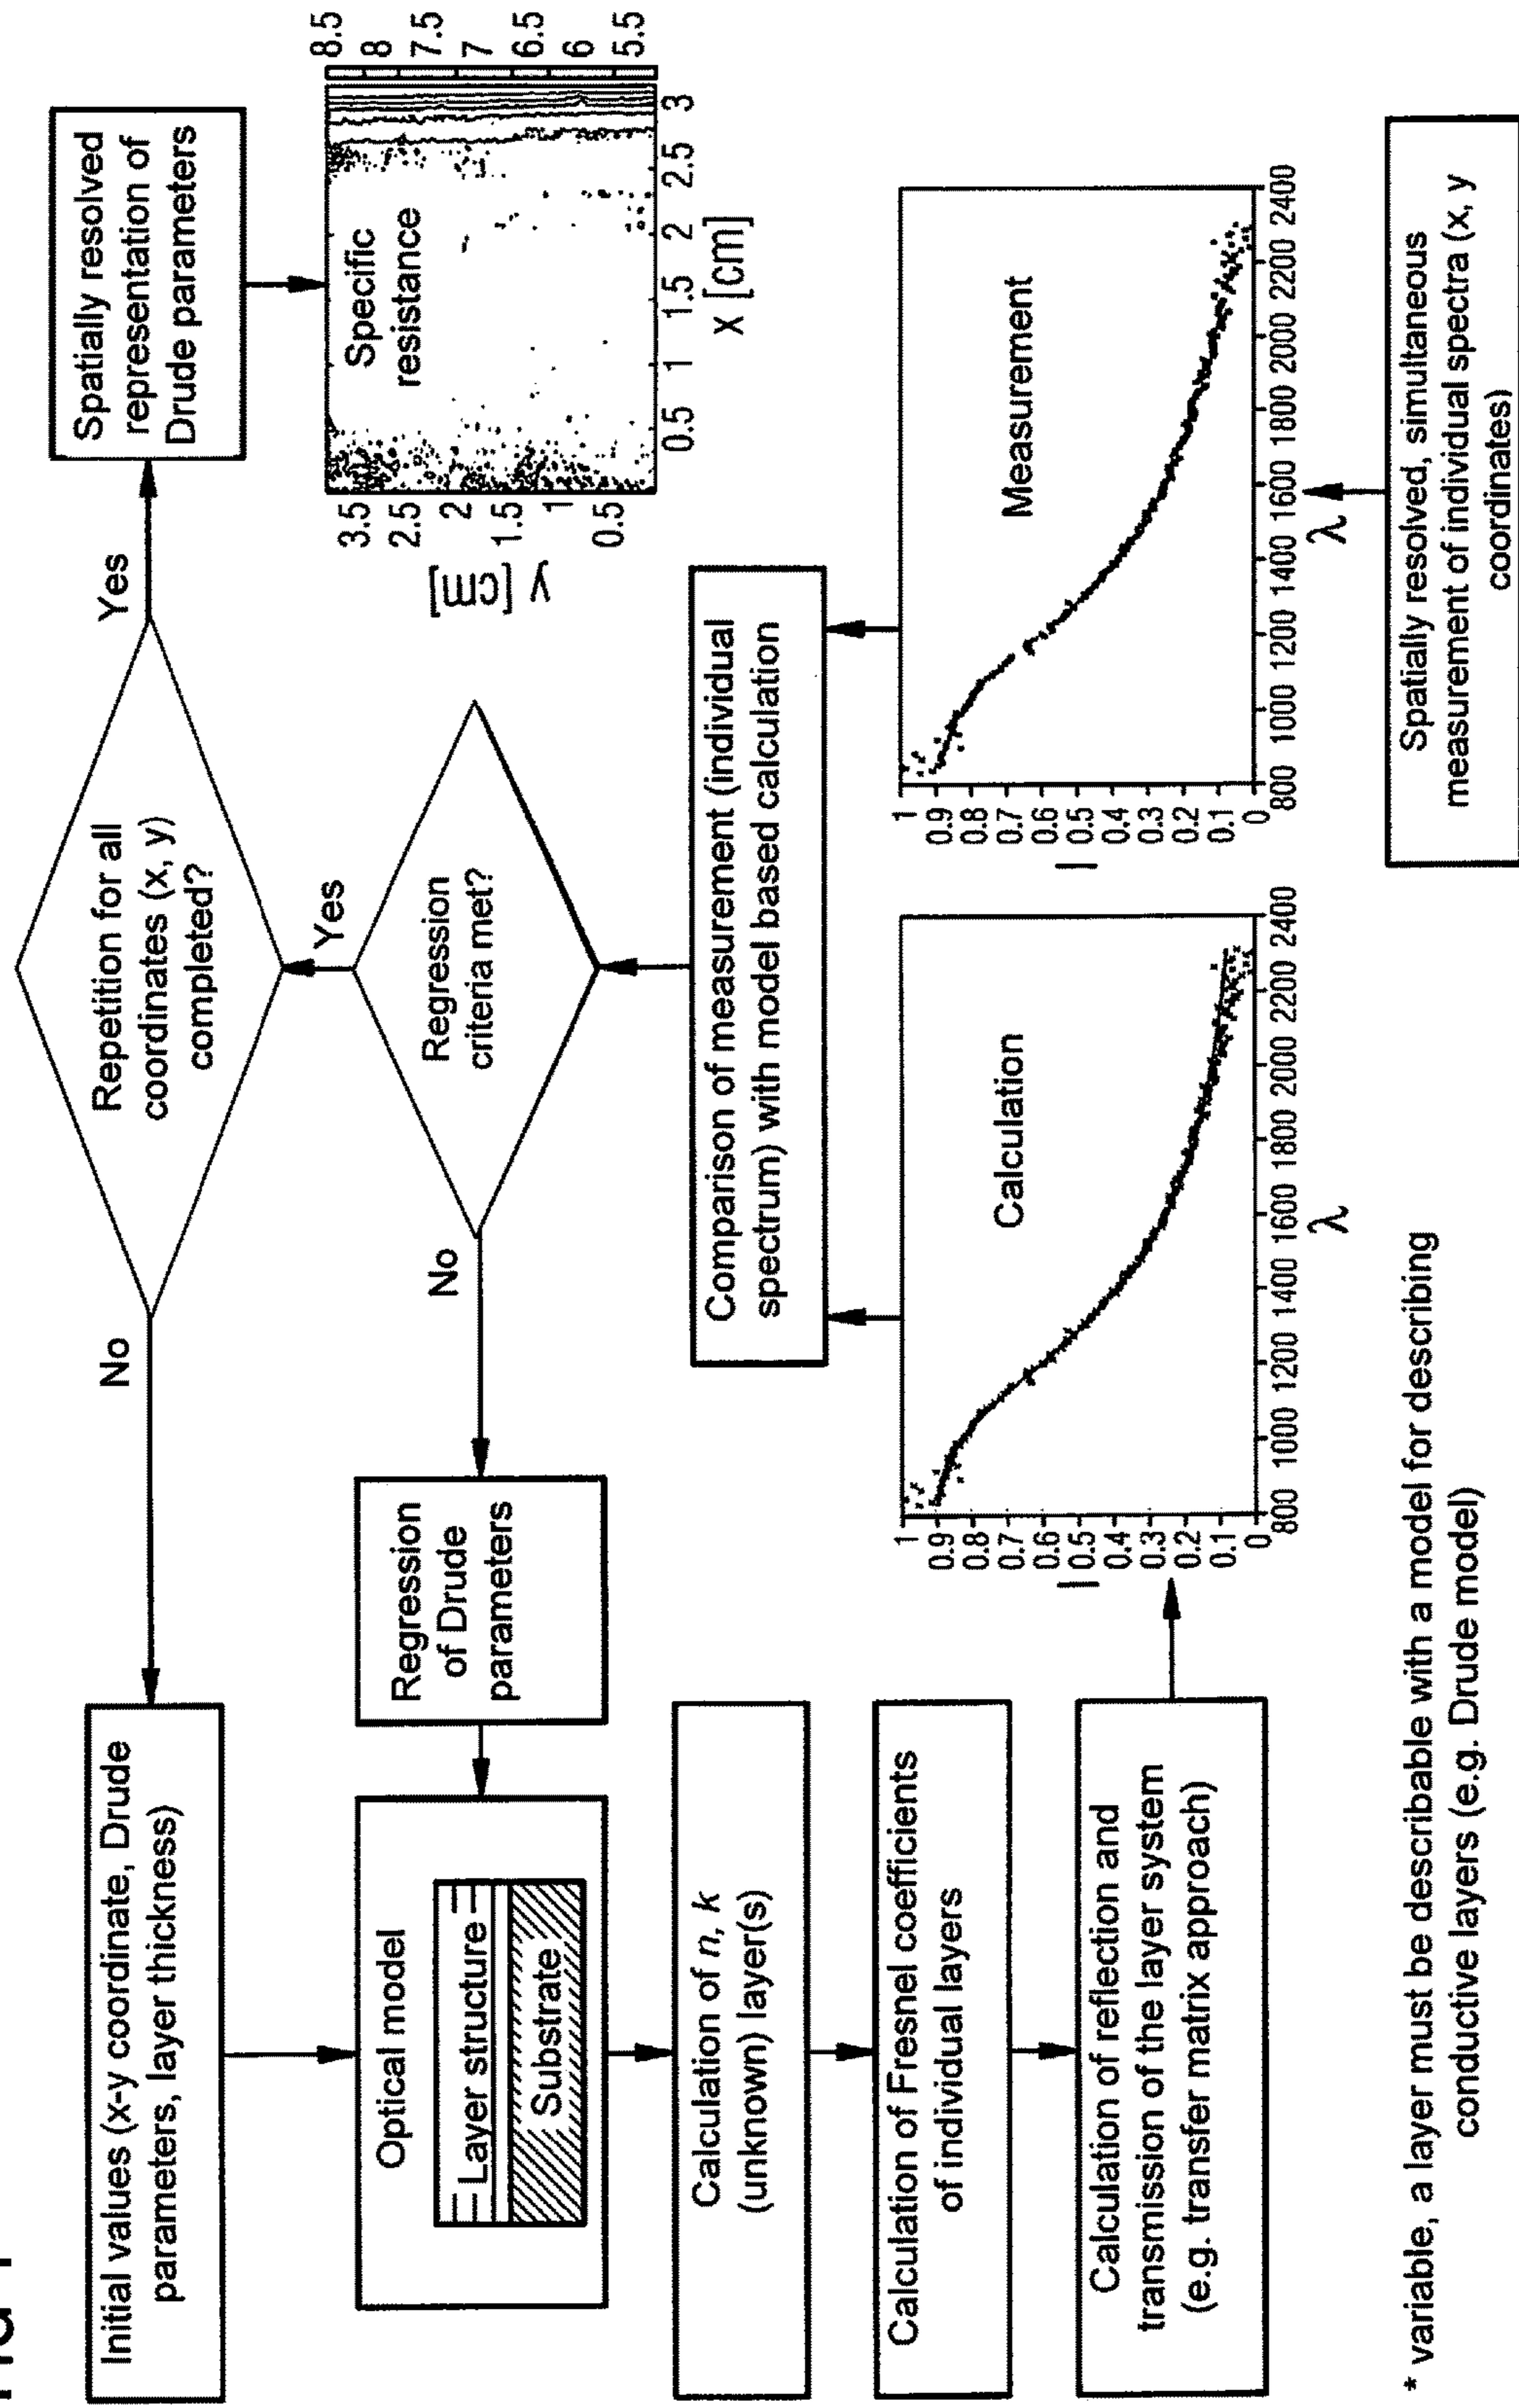 Initial values (x-y coordinate, Drude
parameters, layer thickness)
No
Repetition for all
coordinates (x, y)
completed?
Yes
Spatially resolved
representation of
Drude parameters
Optical model
Layer structure
Substrate
Regression
of Drude
parameters
No
Regression
criteria met?
Yes
y [cm]
3.5
2.5
2
1.5
1
0.5
Specific
resistance
0.5
1
1.5
2
2.5
3
x [cm]
8.5
8
7.5
7
6.5
6
5.5
Calculation of n, k
(unknown) layer(s)
Comparison of measurement (individual
spectrum) with model based calculation
Calculation of Fresnel coefficients
of individual layers
Calculation of reflection and
transmission of the layer system
(e.g. transfer matrix approach)
I
1
0.9
0.8
0.7
0.6
0.5
0.4
0.3
0.2
0.1
0
Calculation
800 1000 1200 1400 1600 1800 2000 2200 2400
λ
I
1
0.9
0.8
0.7
0.6
0.5
0.4
0.3
0.2
0.1
0
Measurement
800 1000 1200 1400 1600 1800 2000 2200 2400
λ
Spatially resolved, simultaneous
measurement of individual spectra (x, y
coordinates)
* variable, a layer must be describable with a model for describing
conductive layers (e.g. Drude model)